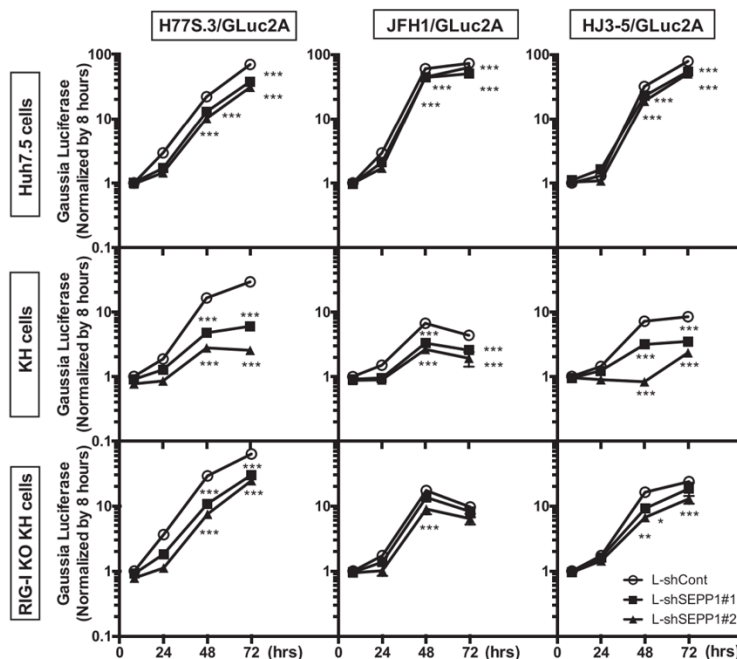 H77S.3/GLuc2A
JFH1/GLuc2A
HJ3-5/GLuc2A
Huh7.5 cells
Gaussia Luciferase
(Normalized by 8 hours)
100
10
1
0.1
***
***
***
***
***
***
***
***
***
***
***
***
KH cells
Gaussia Luciferase
(Normalized by 8 hours)
10
1
0.1
***
***
***
***
***
***
***
***
***
***
***
***
RIG-I KO KH cells
Gaussia Luciferase
(Normalized by 8 hours)
10
1
0.1
***
***
***
***
***
***
*
**
L-shCont
L-shSEPP1#1
L-shSEPP1#2
0 24 48 72 (hrs)
0 24 48 72 (hrs)
0 24 48 72 (hrs)